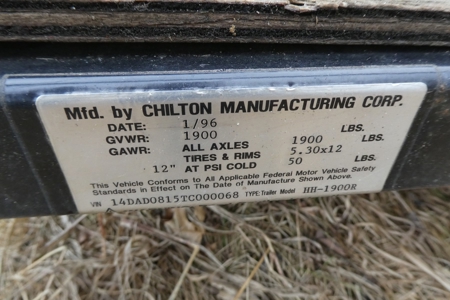 Mfd. by CHILTON MANUFACTURING CORP.
DATE: 1/96
GVWR: 1900 LBS.
GAWR: ALL AXLES 1900 LBS.
TIRES & RIMS 5.30x12
12" AT PSI COLD 50 LBS.
This Vehicle Conforms to All Applicable Federal Motor Vehicle Safety
Standards in Effect on The Date of Manufacture Shown Above.
VIN 14DAD0815TC000068 TYPE: Trailer Model HH-1900R